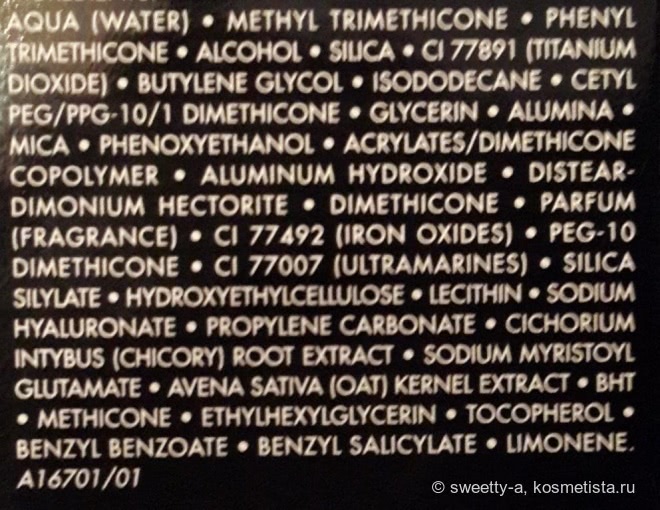 AQUA (WATER) • METHYL TRIMETHICONE • PHENYL
TRIMETHICONE • ALCOHOL • SILICA • CI 77891 (TITANIUM
DIOXIDE) • BUTYLENE GLYCOL • ISODODECANE • CETYL
PEG/PPG-10/1 DIMETHICONE • GLYCERIN • ALUMINA •
MICA • PHENOXYETHANOL • ACRYLATES/DIMETHICONE
COPOLYMER • ALUMINUM HYDROXIDE • DISTEAR-
DIMONIUM HECTORITE • DIMETHICONE • PARFUM
(FRAGRANCE) • CI 77492 (IRON OXIDES) • PEG-10
DIMETHICONE • CI 77007 (ULTRAMARINES) • SILICA
SILYLATE • HYDROXYETHYLCELLULOSE • LECITHIN • SODIUM
HYALURONATE • PROPYLENE CARBONATE • CICHORIUM
INTYBUS (CHICORY) ROOT EXTRACT • SODIUM MYRISTOYL
GLUTAMATE • AVENA SATIVA (OAT) KERNEL EXTRACT • BHT
• METHICONE • ETHYLHEXYLGLYCERIN • TOCOPHEROL •
BENZYL BENZOATE • BENZYL SALICYLATE • LIMONENE.
A16701/01
© sweetty-a, kosmetista.ru